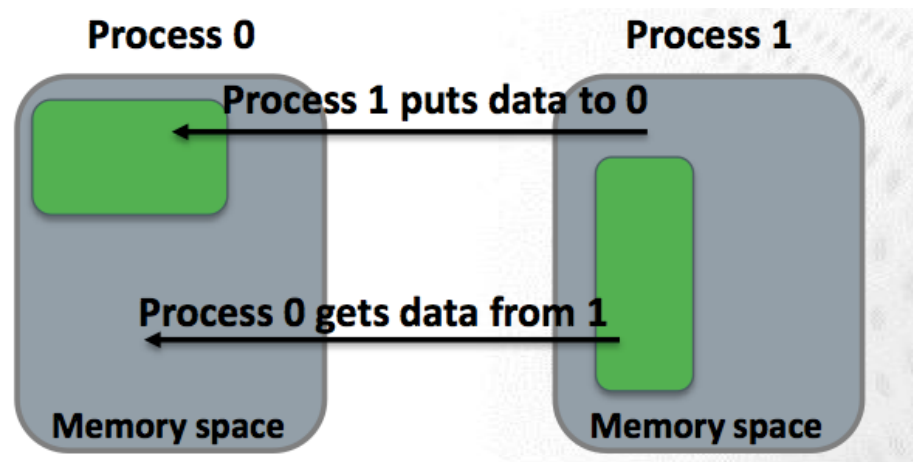 Process 0
Process 1
Process 1 puts data to 0
Process 0 gets data from 1
Memory space
Memory space